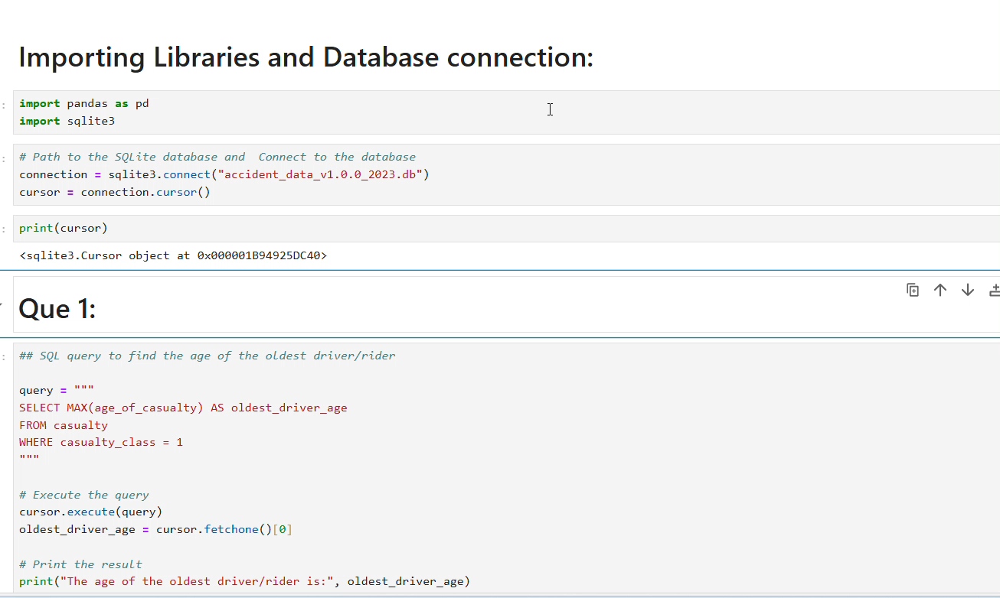 Importing Libraries and Database connection:
import pandas as pd
import sqlite3
# Path to the SQLite database and  Connect to the database
connection = sqlite3.connect("accident_data_v1.0.0_2023.db")
cursor = connection.cursor()
print(cursor)
<sqlite3.Cursor object at 0x000001B94925DC40>
Que 1:
## SQL query to find the age of the oldest driver/rider
query = """
SELECT MAX(age_of_casualty) AS oldest_driver_age
FROM casualty
WHERE casualty_class = 1
"""
# Execute the query
cursor.execute(query)
oldest_driver_age = cursor.fetchone()[0]
# Print the result
print("The age of the oldest driver/rider is:", oldest_driver_age)